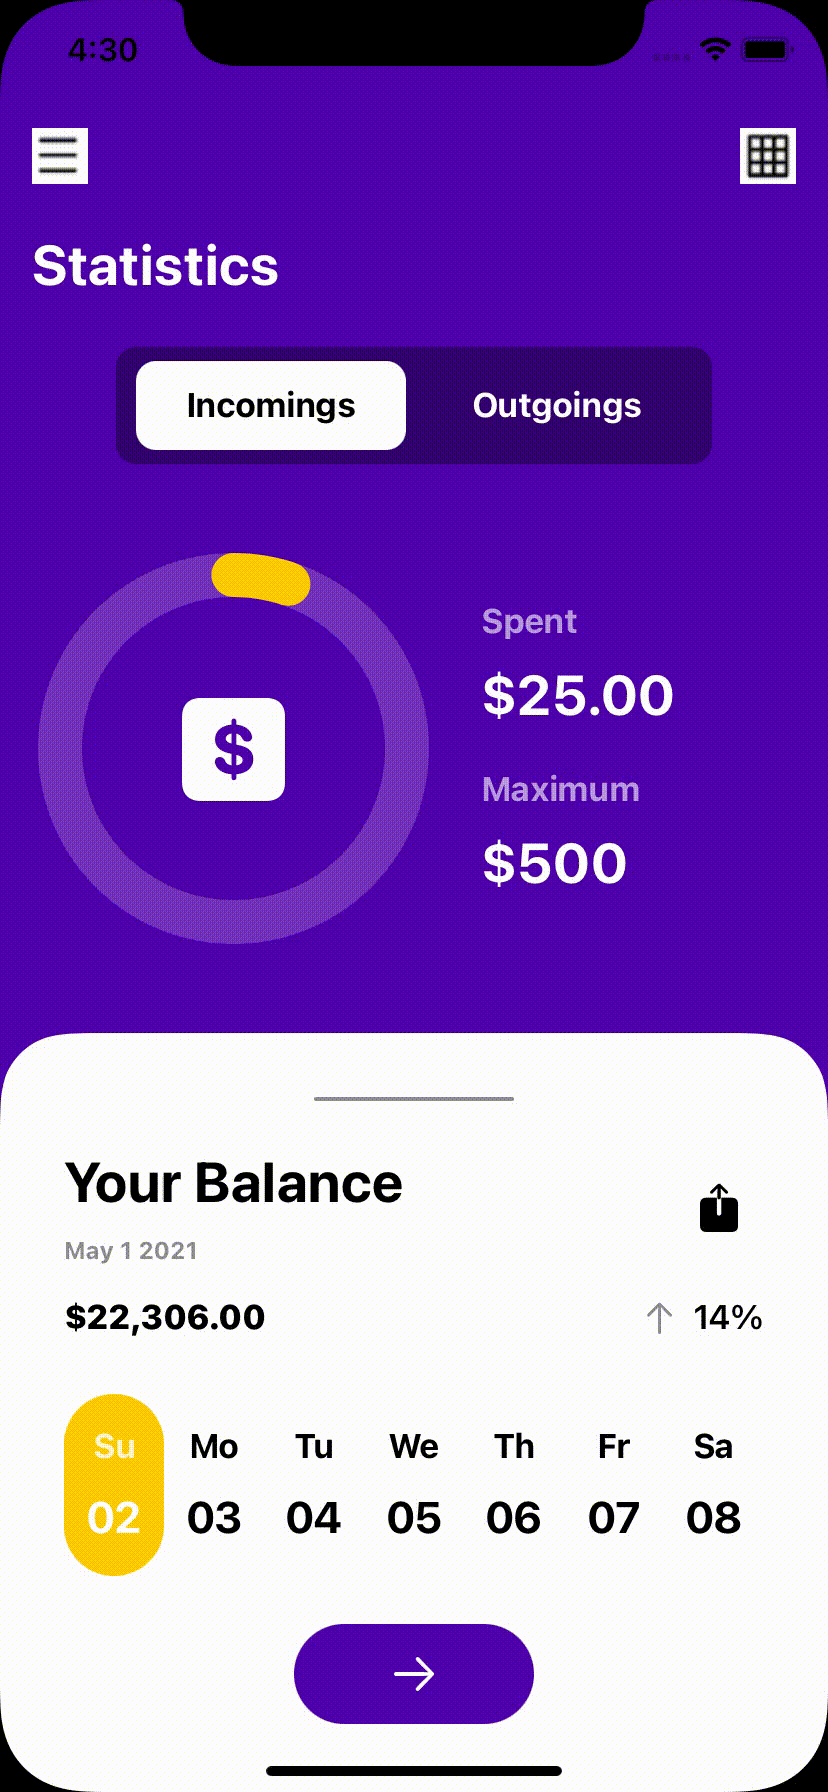 4:30
Statistics
Incomings Outgoings
Spent
$25.00
$
Maximum
$500
Your Balance
May 1 2021
$22,306.00 14%
Su Mo Tu We Th Fr Sa
02 03 04 05 06 07 08